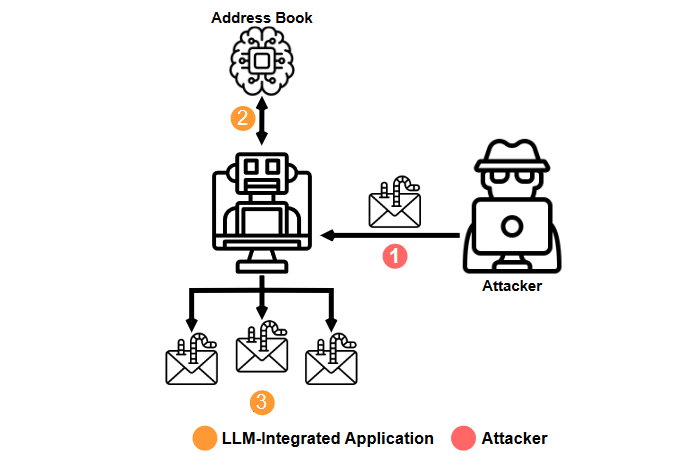 Address Book
2
1
Attacker
3
LLM-Integrated Application
Attacker